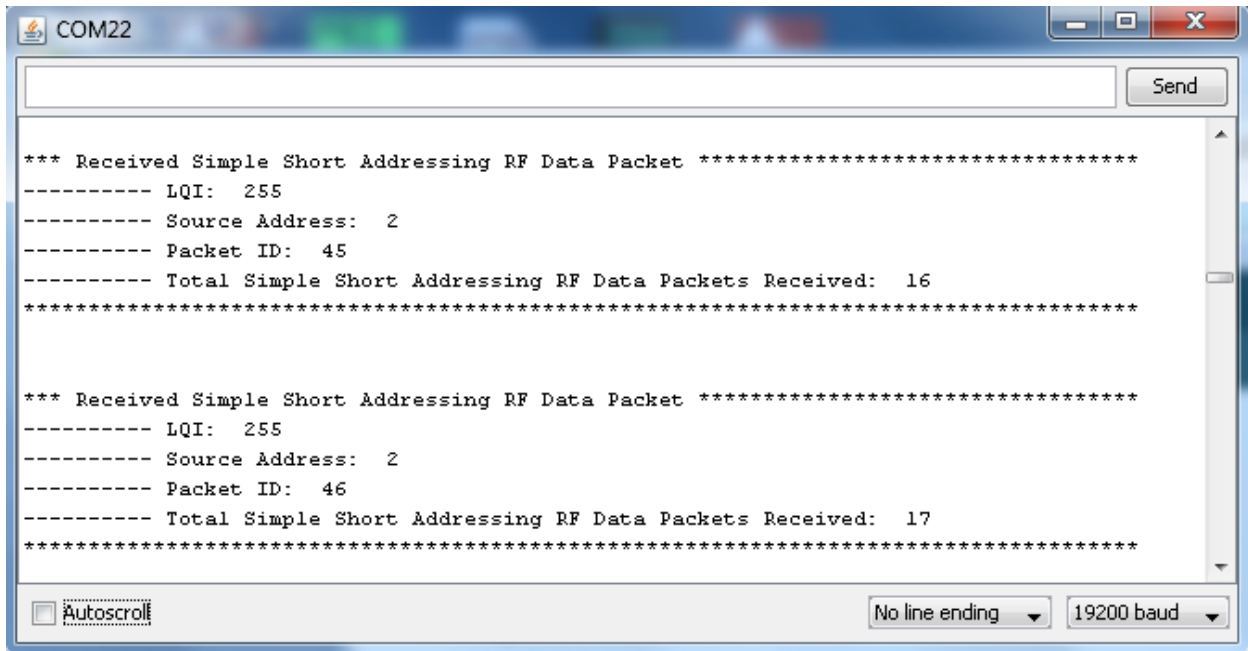 COM22
Send
*** Received Simple Short Addressing RF Data Packet **********************************
---------- LQI:  255
---------- Source Address:  2
---------- Packet ID:  45
---------- Total Simple Short Addressing RF Data Packets Received:  16
**************************************************************************************
*** Received Simple Short Addressing RF Data Packet **********************************
---------- LQI:  255
---------- Source Address:  2
---------- Packet ID:  46
---------- Total Simple Short Addressing RF Data Packets Received:  17
**************************************************************************************
Autoscroll
No line ending
19200 baud